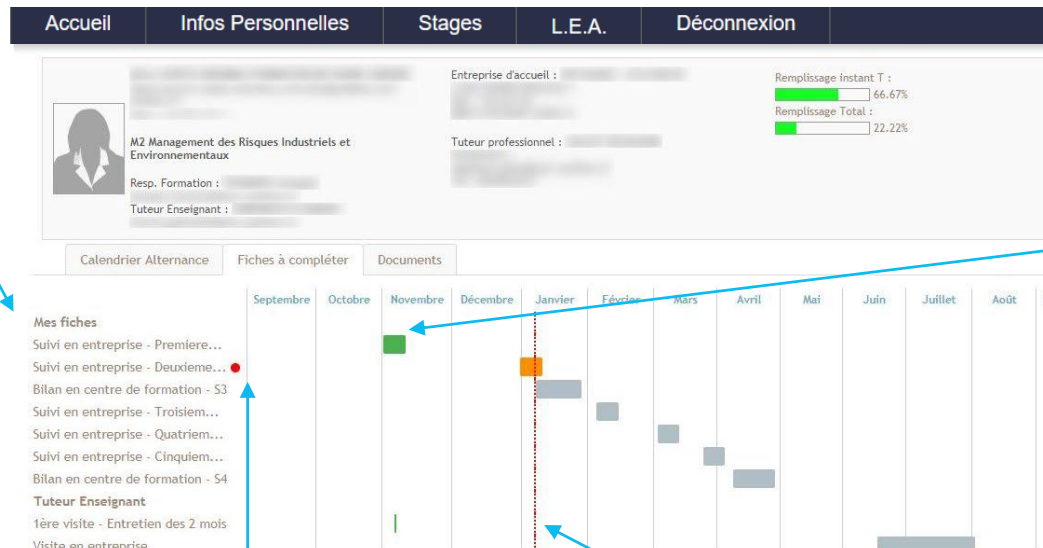 Accueil Infos Personnelles Stages L.E.A. Déconnexion
Entreprise d'accueil :
Remplissage instant T :
66.67%
Remplissage Total :
22.22%
M2 Management des Risques Industriels et
Environnementaux
Tuteur professionnel :
Resp. Formation :
Tuteur Enseignant :
Calendrier Alternance Fiches à compléter Documents
Septembre Octobre Novembre Décembre Janvier Février Mars Avril Mai Juin Juillet Août
Mes fiches
Suivi en entreprise - Premiere...
Suivi en entreprise - Deuxieme...
Bilan en centre de formation - S3
Suivi en entreprise - Troisiem...
Suivi en entreprise - Quatriem...
Suivi en entreprise - Cinquiem...
Bilan en centre de formation - S4
Tuteur Enseignant
1ère visite - Entretien des 2 mois
Visite en entreprise